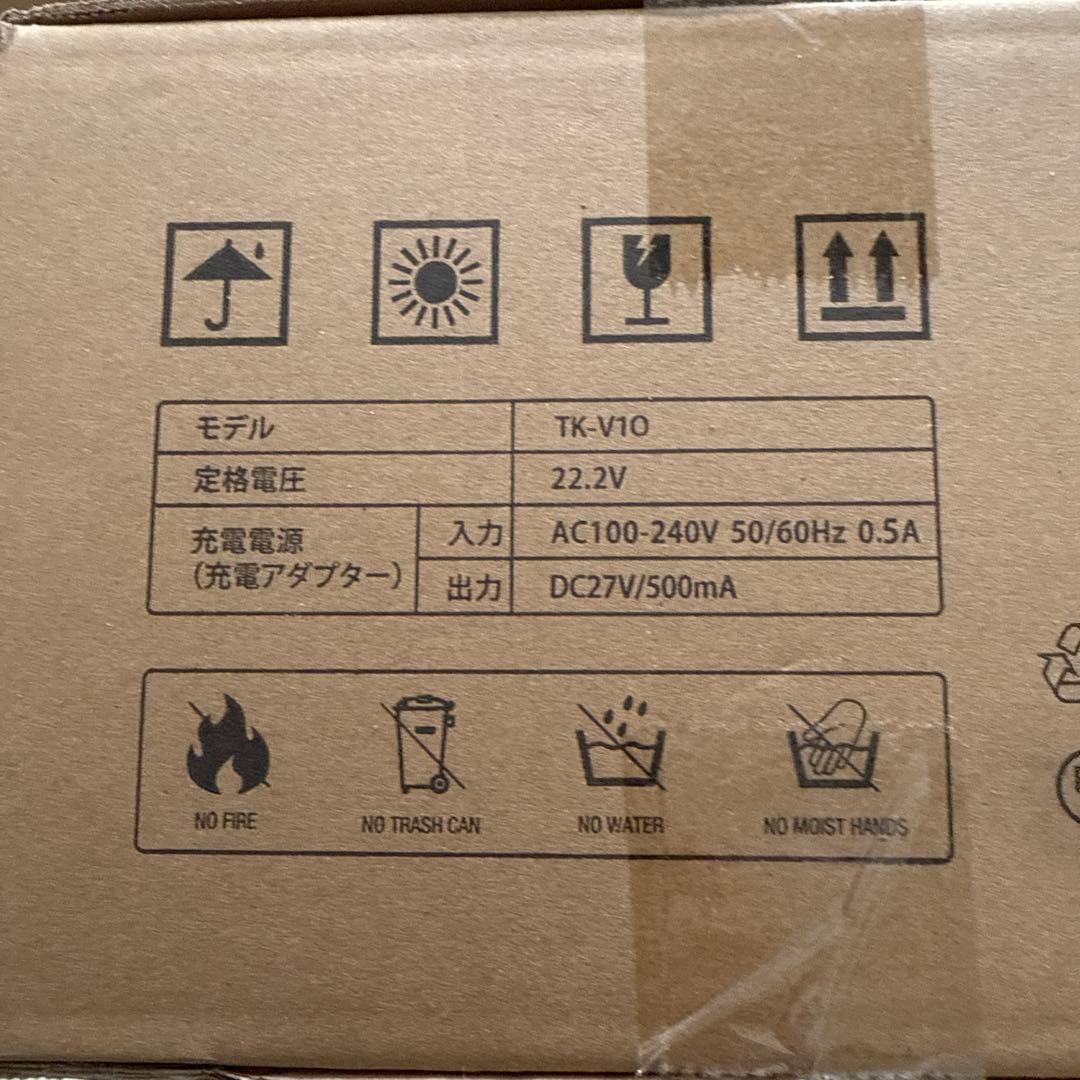 モデル TK-V10
定格電圧 22.2V
充電電源
(充電アダプター)
入力 AC100-240V 50/60Hz 0.5A
出力 DC27V/500mA
NO FIRE NO TRASH CAN NO WATER NO MOIST HANDS